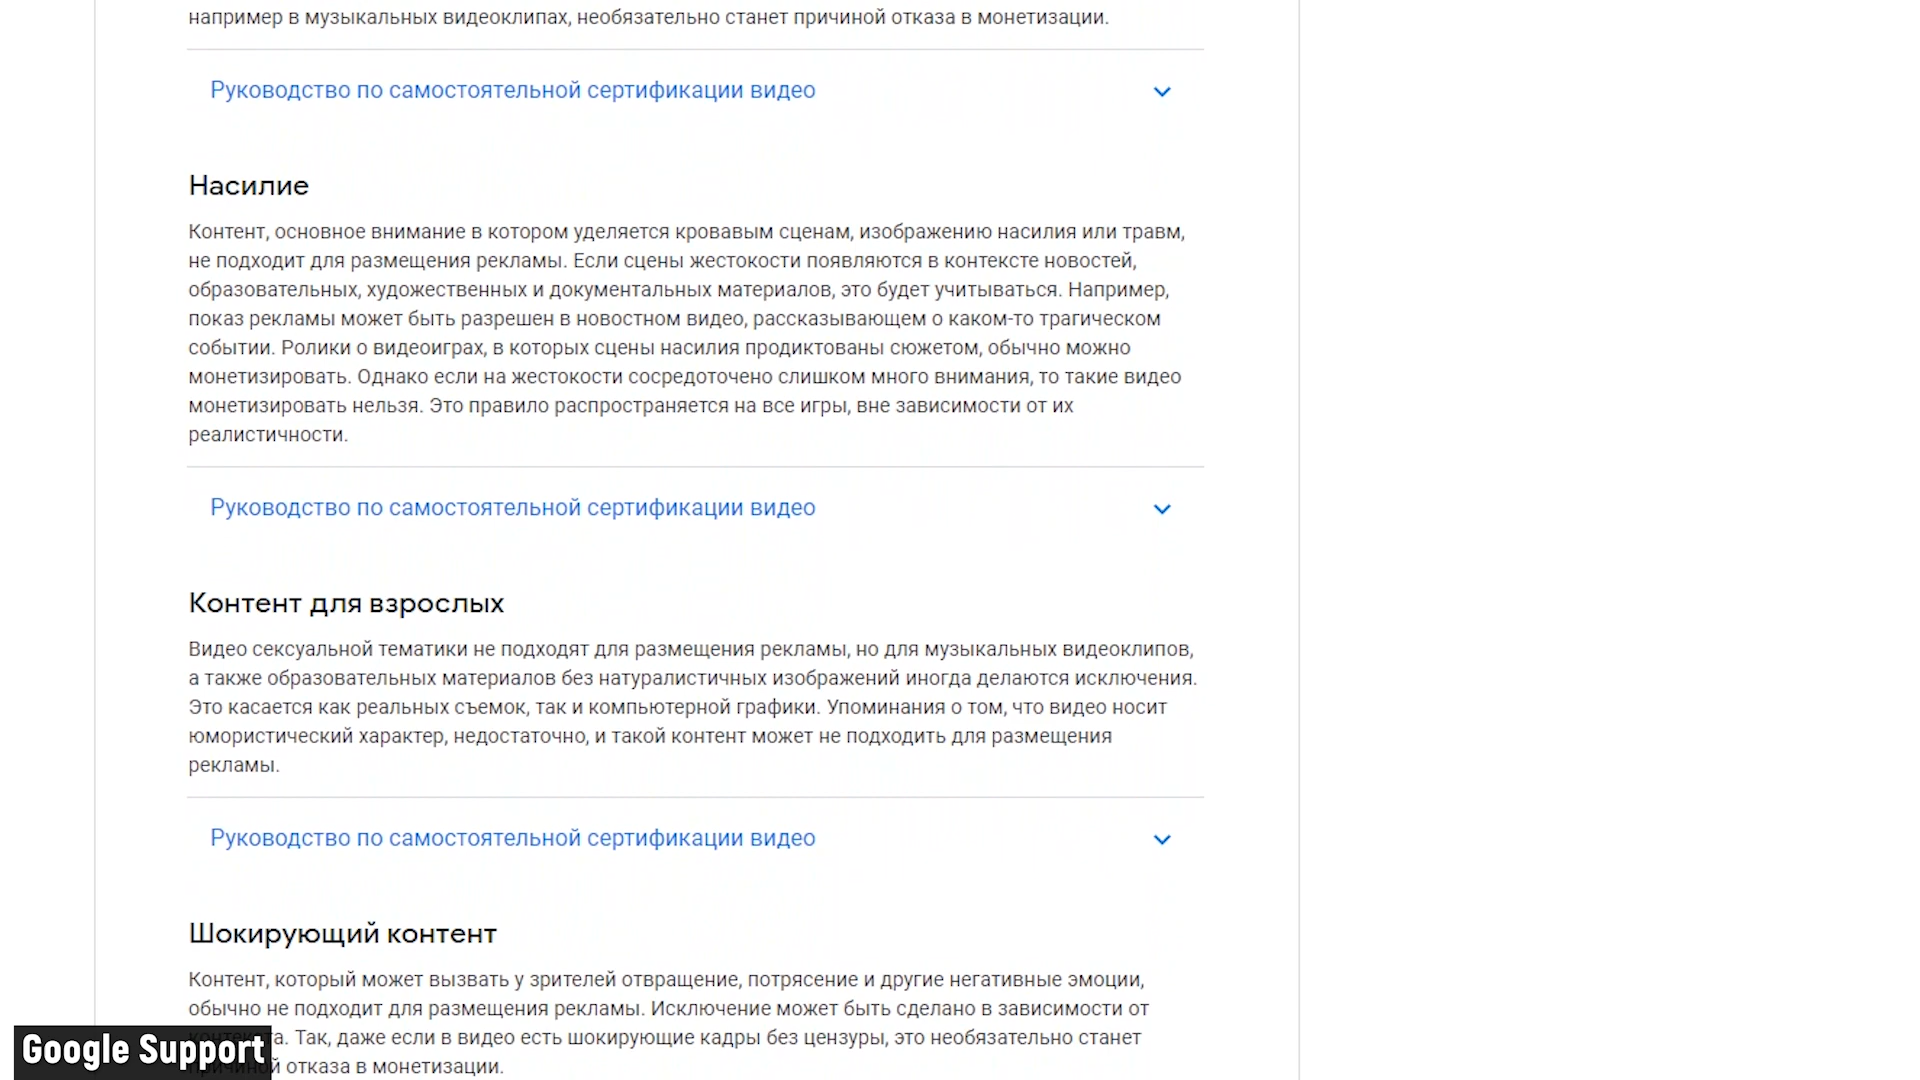 например в музыкальных видеоклипах, необязательно станет причиной отказа в монетизации.
Руководство по самостоятельной сертификации видео
Насилие
Контент, основное внимание в котором уделяется кровавым сценам, изображению насилия или травм,
не подходит для размещения рекламы. Если сцены жестокости появляются в контексте новостей,
образовательных, художественных и документальных материалов, это будет учитываться. Например,
показ рекламы может быть разрешен в новостном видео, рассказывающем о каком-то трагическом
событии. Ролики о видеоиграх, в которых сцены насилия продиктованы сюжетом, обычно можно
монетизировать. Однако если на жестокости сосредоточено слишком много внимания, то такие видео
монетизировать нельзя. Это правило распространяется на все игры, вне зависимости от их
реалистичности.
Руководство по самостоятельной сертификации видео
Контент для взрослых
Видео сексуальной тематики не подходят для размещения рекламы, но для музыкальных видеоклипов,
а также образовательных материалов без натуралистичных изображений иногда делаются исключения.
Это касается как реальных съемок, так и компьютерной графики. Упоминания о том, что видео носит
юмористический характер, недостаточно, и такой контент может не подходить для размещения
рекламы.
Руководство по самостоятельной сертификации видео
Шокирующий контент
Контент, который может вызвать у зрителей отвращение, потрясение и другие негативные эмоции,
обычно не подходит для размещения рекламы. Исключение может быть сделано в зависимости от
контекста. Так, даже если в видео есть шокирующие кадры без цензуры, это необязательно станет
причиной отказа в монетизации.
Google Support